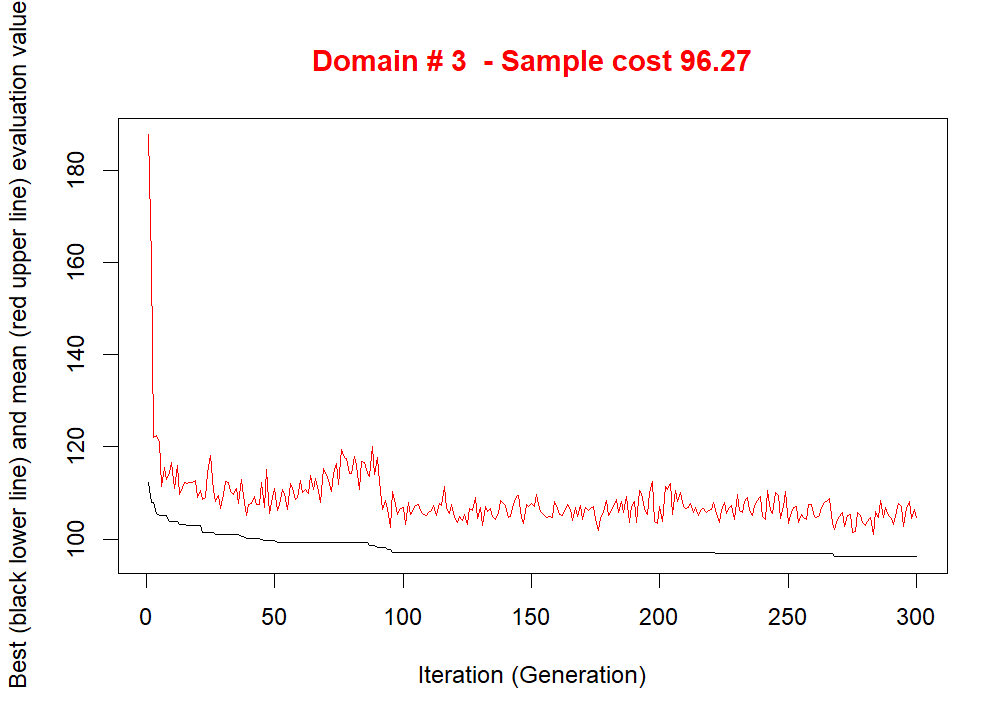 Domain # 3  - Sample cost 96.27
Best (black lower line) and mean (red upper line) evaluation value
180
160
140
120
100
0 50 100 150 200 250 300
Iteration (Generation)